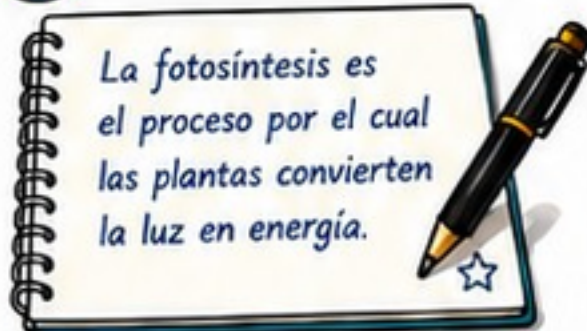 La fotosíntesis es
el proceso por el cual
las plantas convierten
la luz en energía.